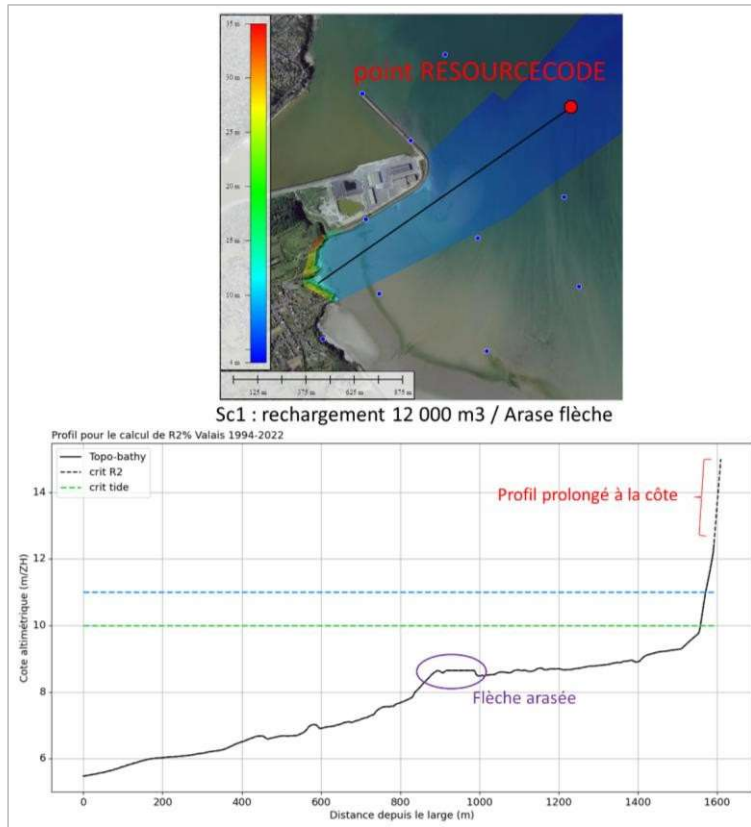 35 m
30 m
25 m
20 m
15 m
10 m
4 m
point RESOURCECODE
125 m
375 m
625 m
875 m
Sc1 : rechargement 12 000 m3 / Arase flèche
Profil pour le calcul de R2% Valais 1994-2022
Topo-bathy
crit R2
crit tide
Profil prolongé à la côte
Flèche arasée
Cote altimétrique (m/ZH)
14
12
10
8
6
0
200
400
600
800
1000
1200
1400
1600
Distance depuis le large (m)